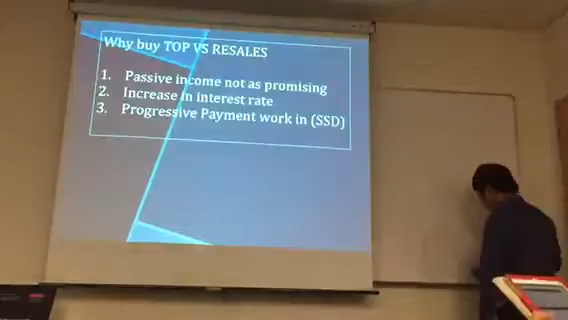 Why buy TOP VS RESALES
1. Passive income not as promising
2. Increase in interest rate
3. Progressive Payment work in (SSD)